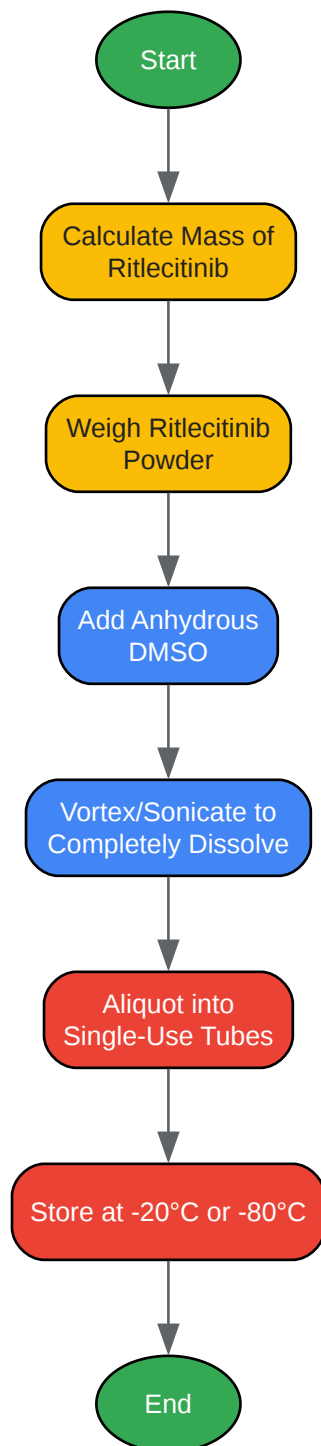 Start
Calculate Mass of
Ritlecitinib
Weigh Ritlecitinib
Powder
Add Anhydrous
DMSO
Vortex/Sonicate to
Completely Dissolve
Aliquot into
Single-Use Tubes
Store at -20°C or -80°C
End